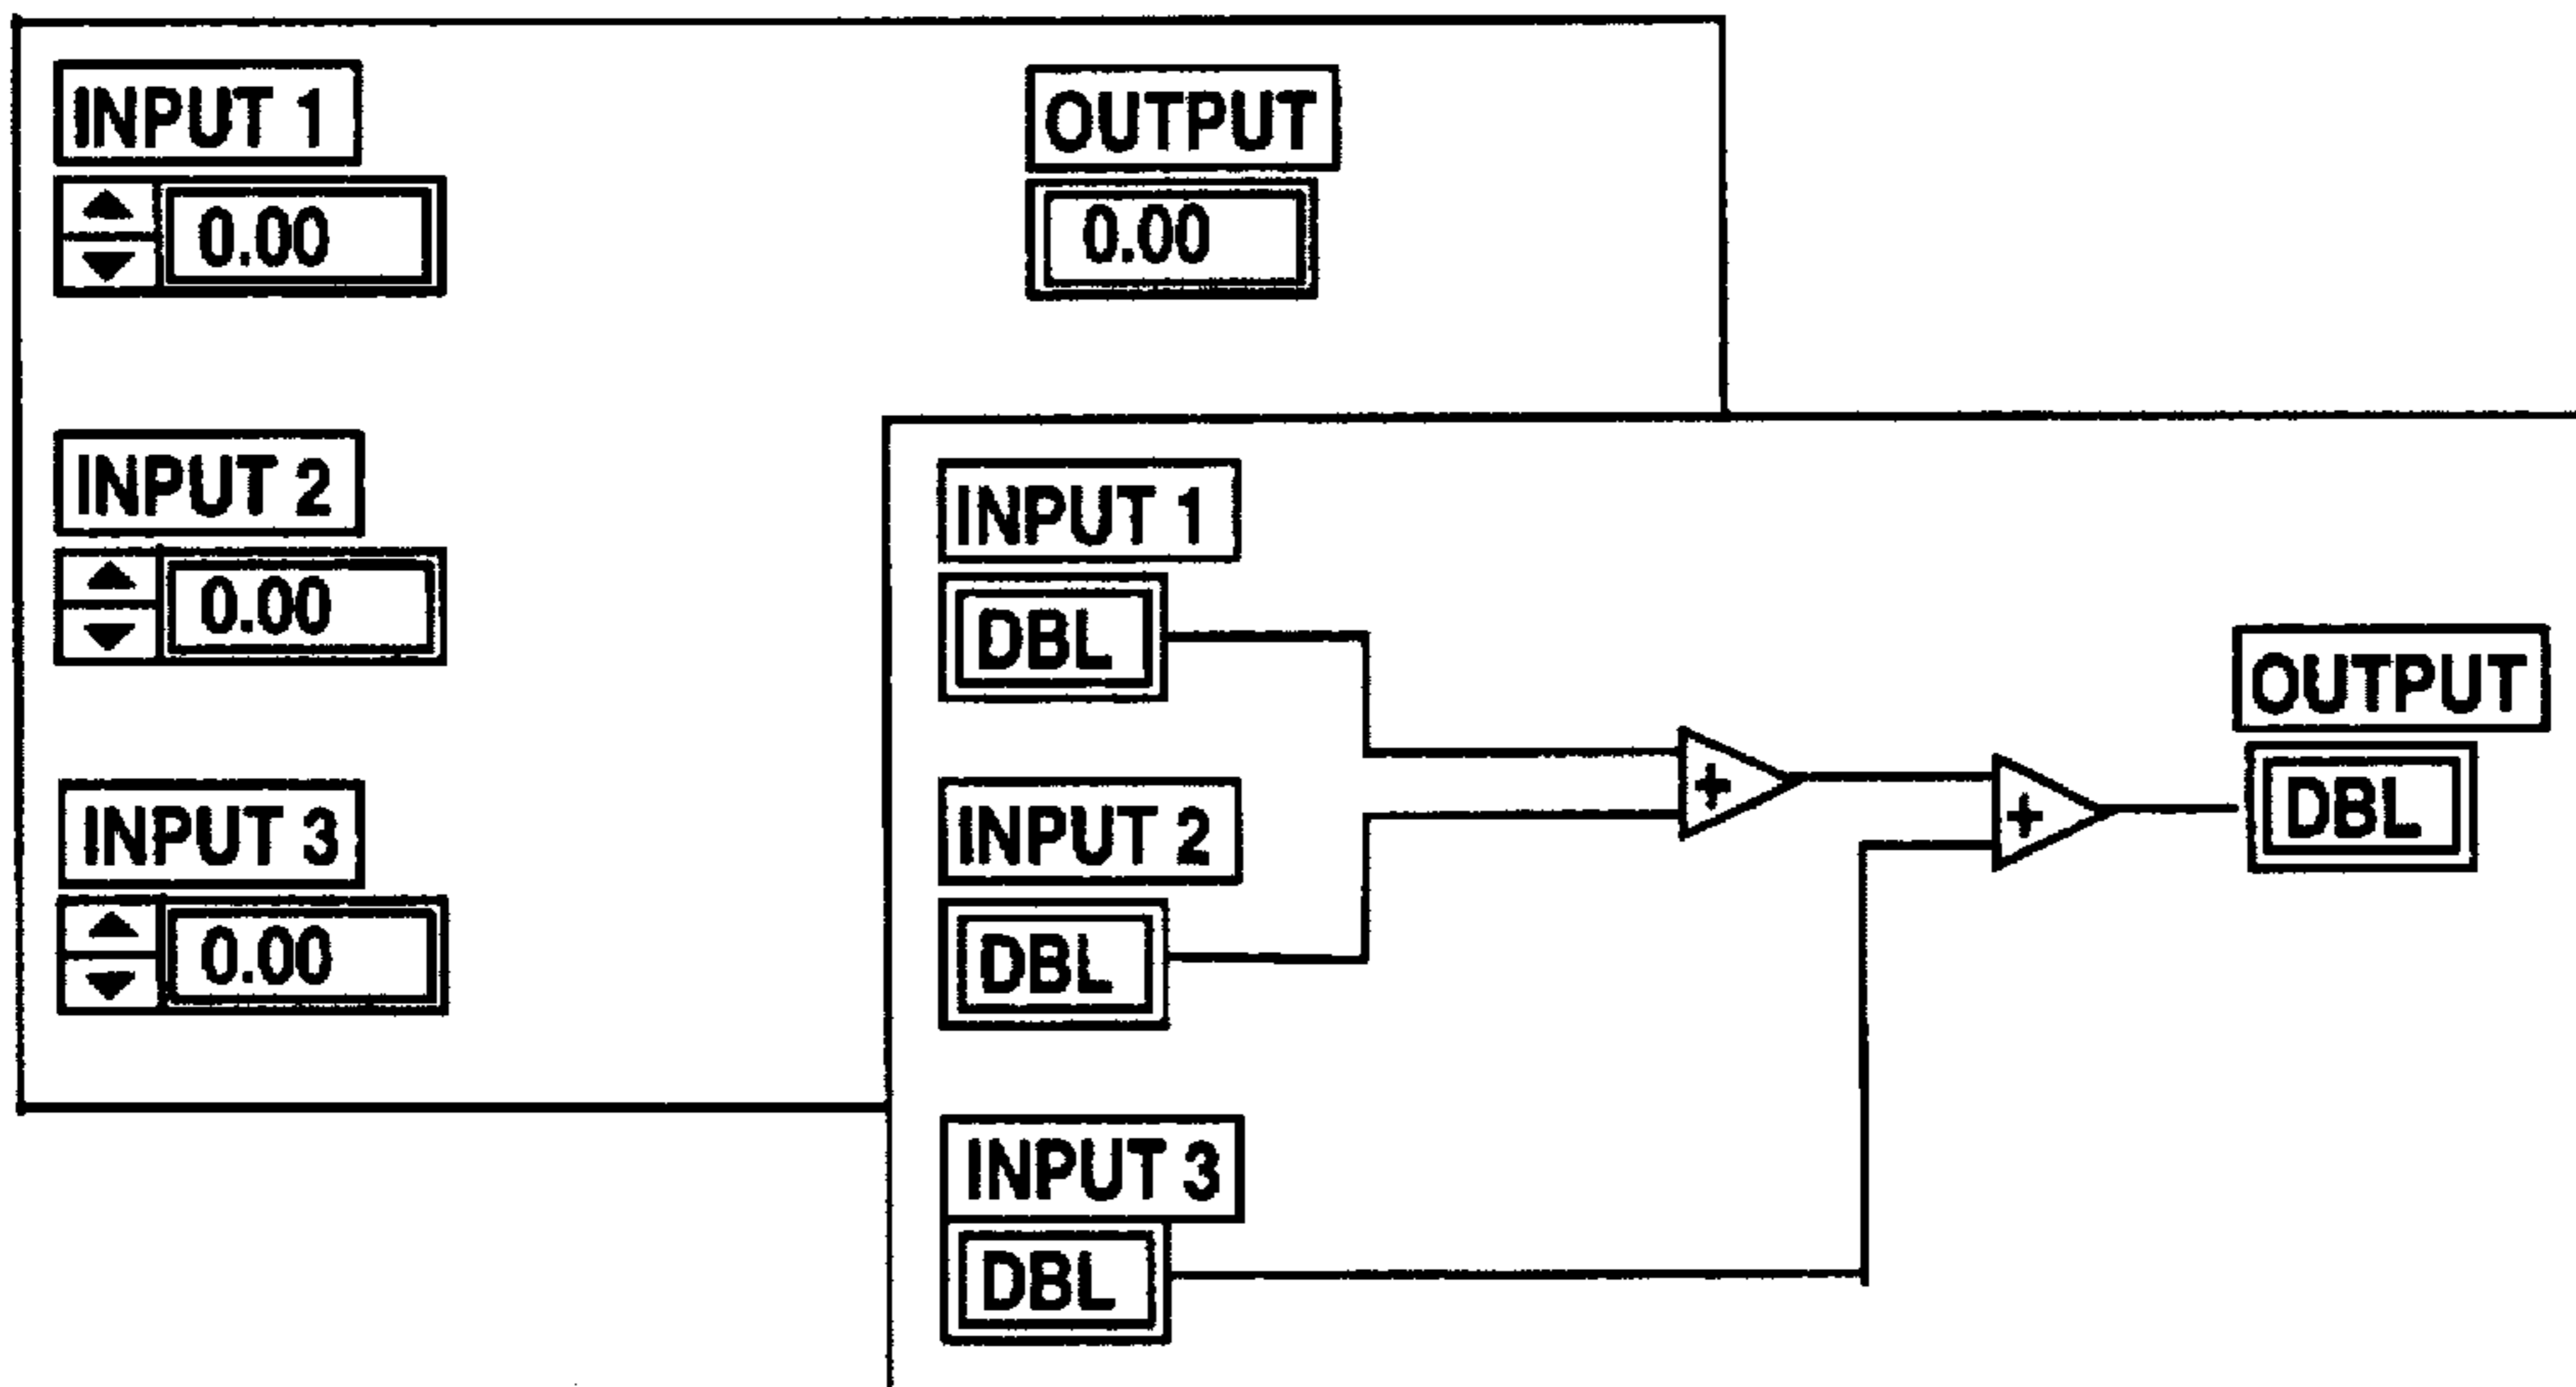 INPUT 1
0.00
OUTPUT
0.00
INPUT 2
0.00
INPUT 3
0.00
INPUT 1
DBL
INPUT 2
DBL
INPUT 3
DBL
+
+
OUTPUT
DBL